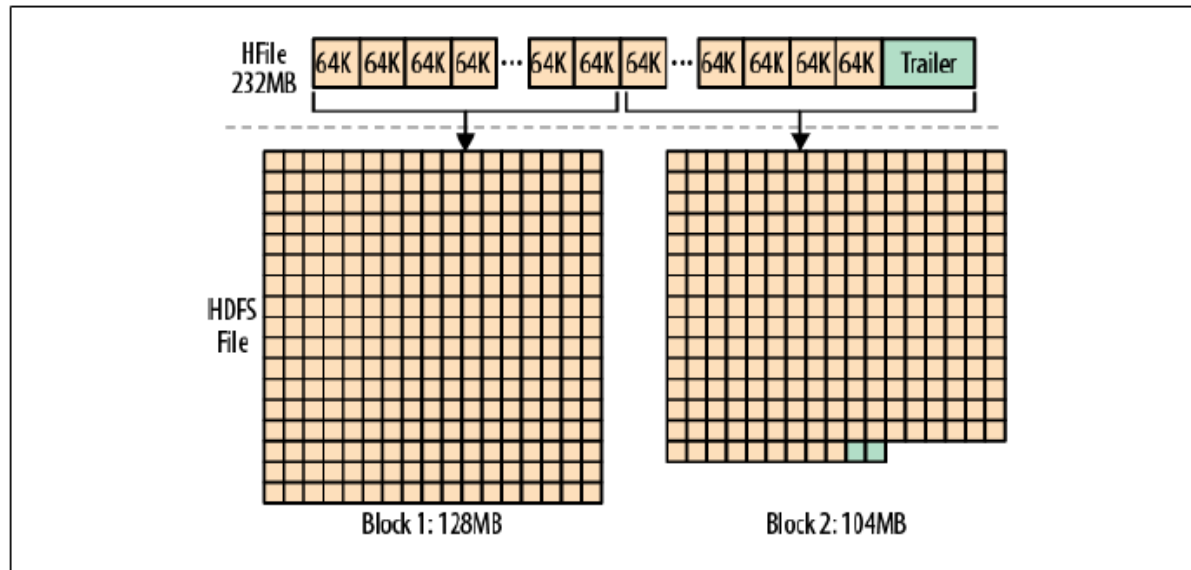 HFile
232MB
64K 64K 64K 64K ... 64K 64K 64K ... 64K 64K 64K 64K Trailer
HDFS
File
Block 1: 128MB
Block 2: 104MB